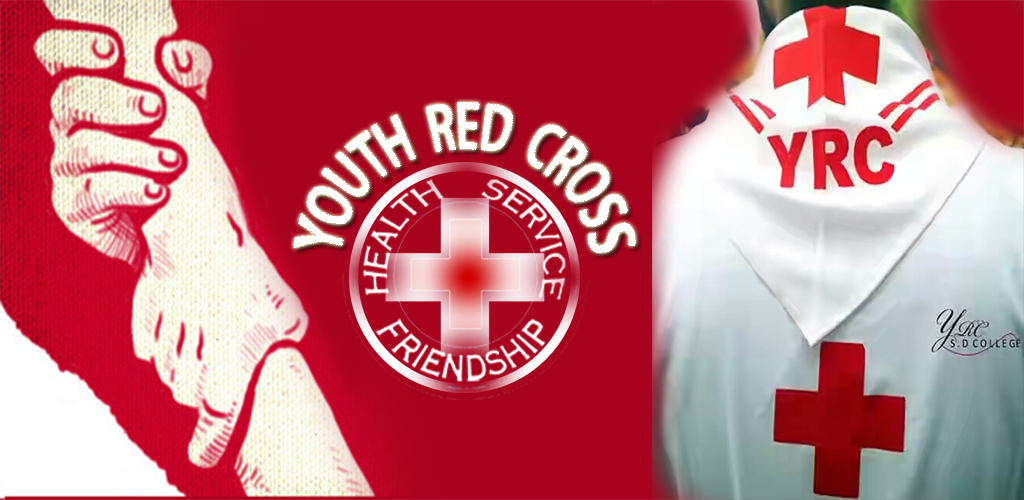 YOUTH RED CROSS
HEALTH SERVICE
FRIENDSHIP
YRC
YRC
S.D COLLEGE